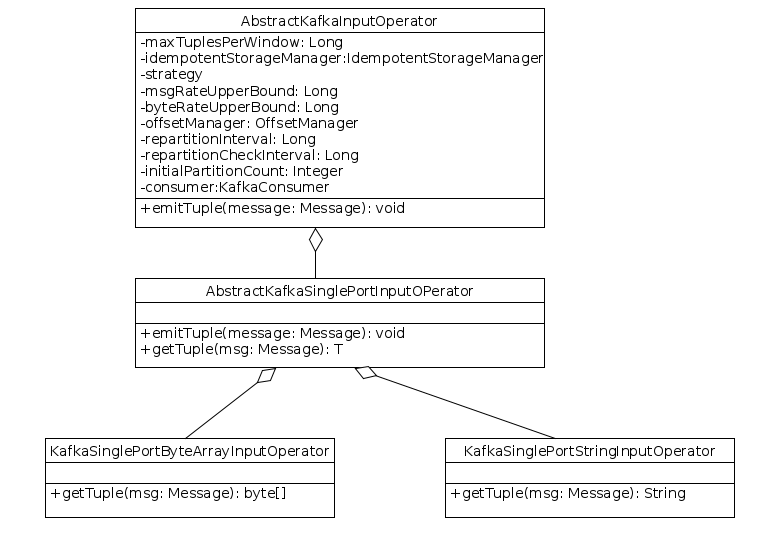 AbstractKafkaInputOperator
-maxTuplesPerWindow: Long
-idempotentStorageManager:IdempotentStorageManager
-strategy
-msgRateUpperBound: Long
-byteRateUpperBound: Long
-offsetManager: OffsetManager
-repartitionInterval: Long
-repartitionCheckInterval: Long
-initialPartitionCount: Integer
-consumer:KafkaConsumer
+emitTuple(message: Message): void
AbstractKafkaSinglePortInputOPerator
+emitTuple(message: Message): void
+getTuple(msg: Message): T
KafkaSinglePortByteArrayInputOperator
+getTuple(msg: Message): byte[]
KafkaSinglePortStringInputOperator
+getTuple(msg: Message): String